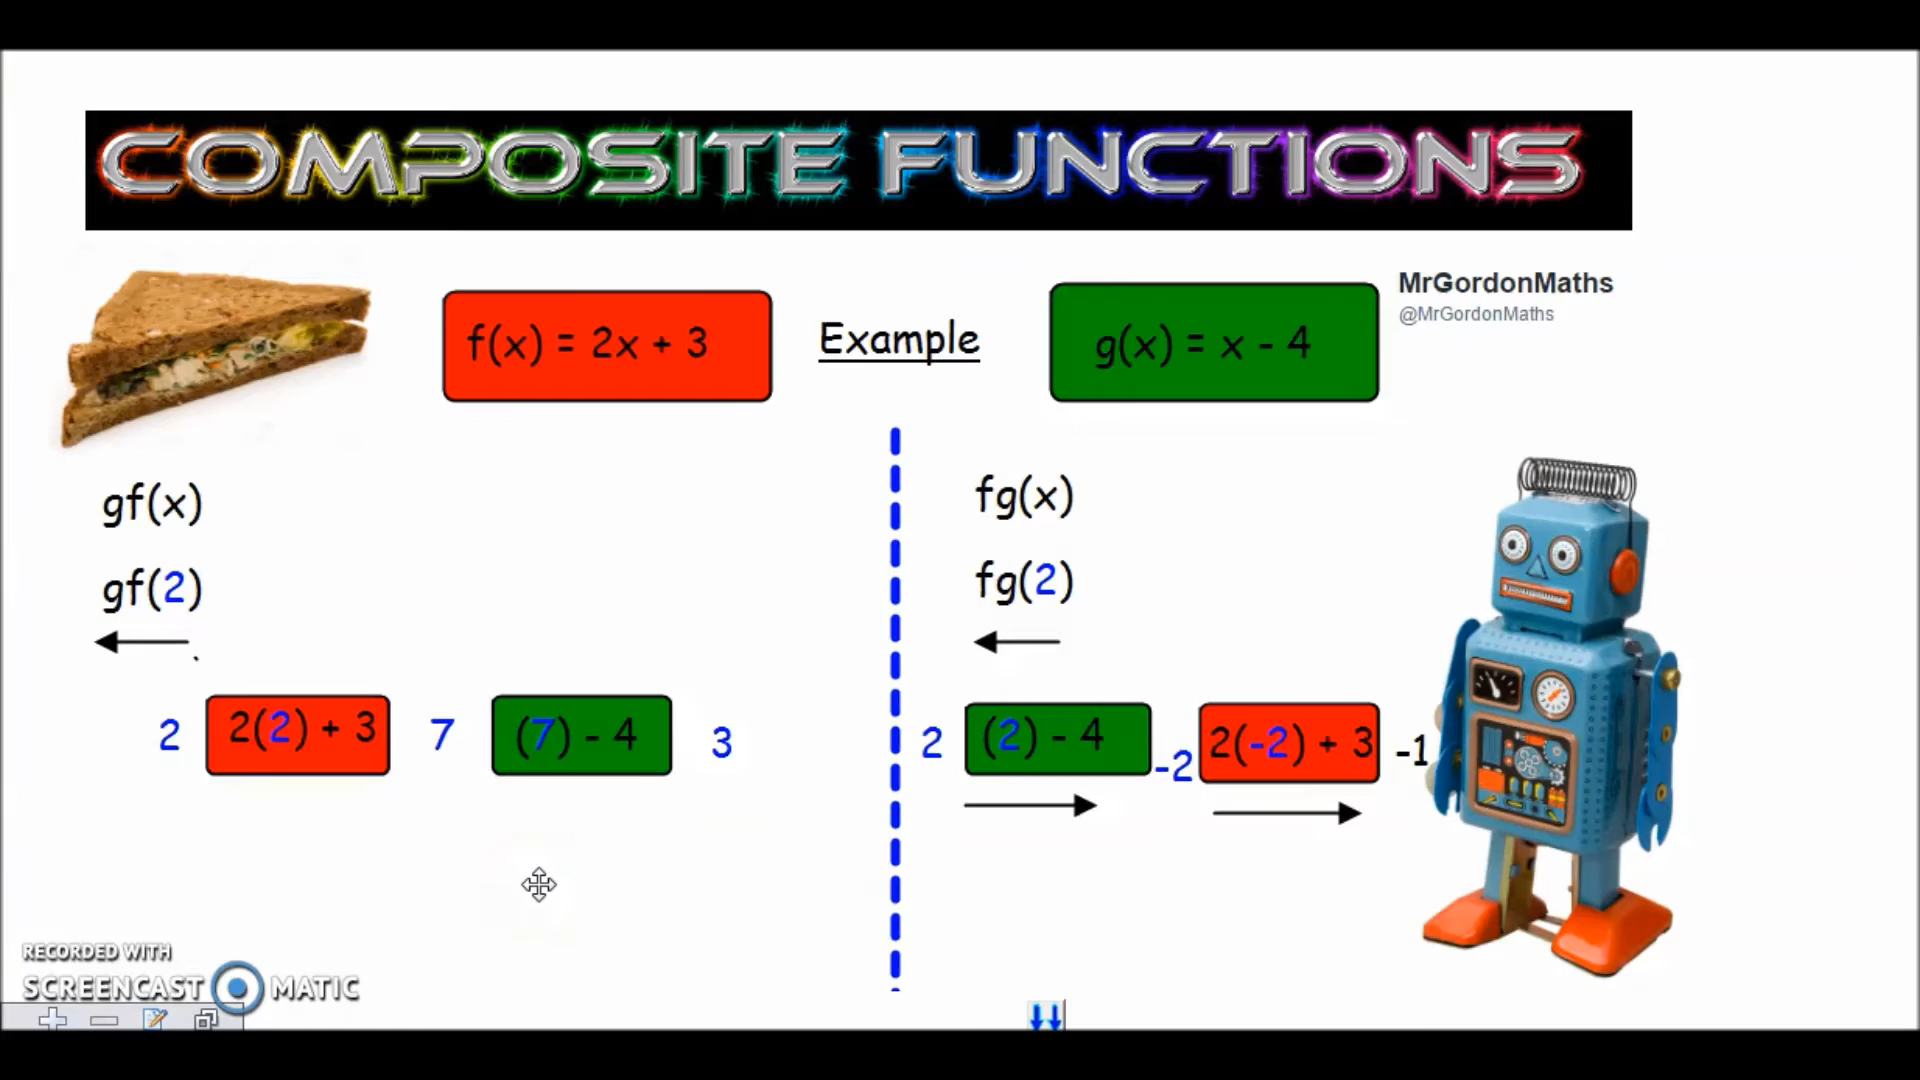 COMPOSITE FUNCTIONS
f(x) = 2x + 3
Example
g(x) = x - 4
MrGordonMaths
@MrGordonMaths
gf(x)
gf(2)
2 2(2) + 3 7 (7) - 4 3
fg(x)
fg(2)
2 (2) - 4 -2 2(-2) + 3 -1
RECORDED WITH
SCREENCAST MATIC